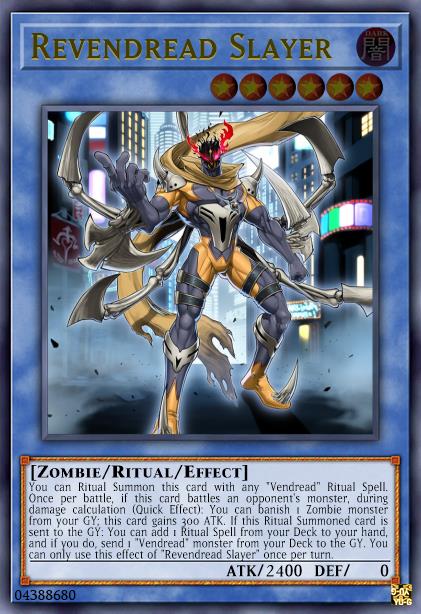 REVENDREAD SLAYER
DARK
闇
[ZOMBIE/RITUAL/EFFECT]
You can Ritual Summon this card with any "Vendread" Ritual Spell.
Once per battle, if this card battles an opponent's monster, during
damage calculation (Quick Effect): You can banish 1 Zombie monster
from your GY; this card gains 300 ATK. If this Ritual Summoned card is
sent to the GY: You can add 1 Ritual Spell from your Deck to your hand,
and if you do, send 1 "Vendread" monster from your Deck to the GY. You
can only use this effect of "Revendread Slayer" once per turn.
ATK/2400 DEF/ 0
04388680